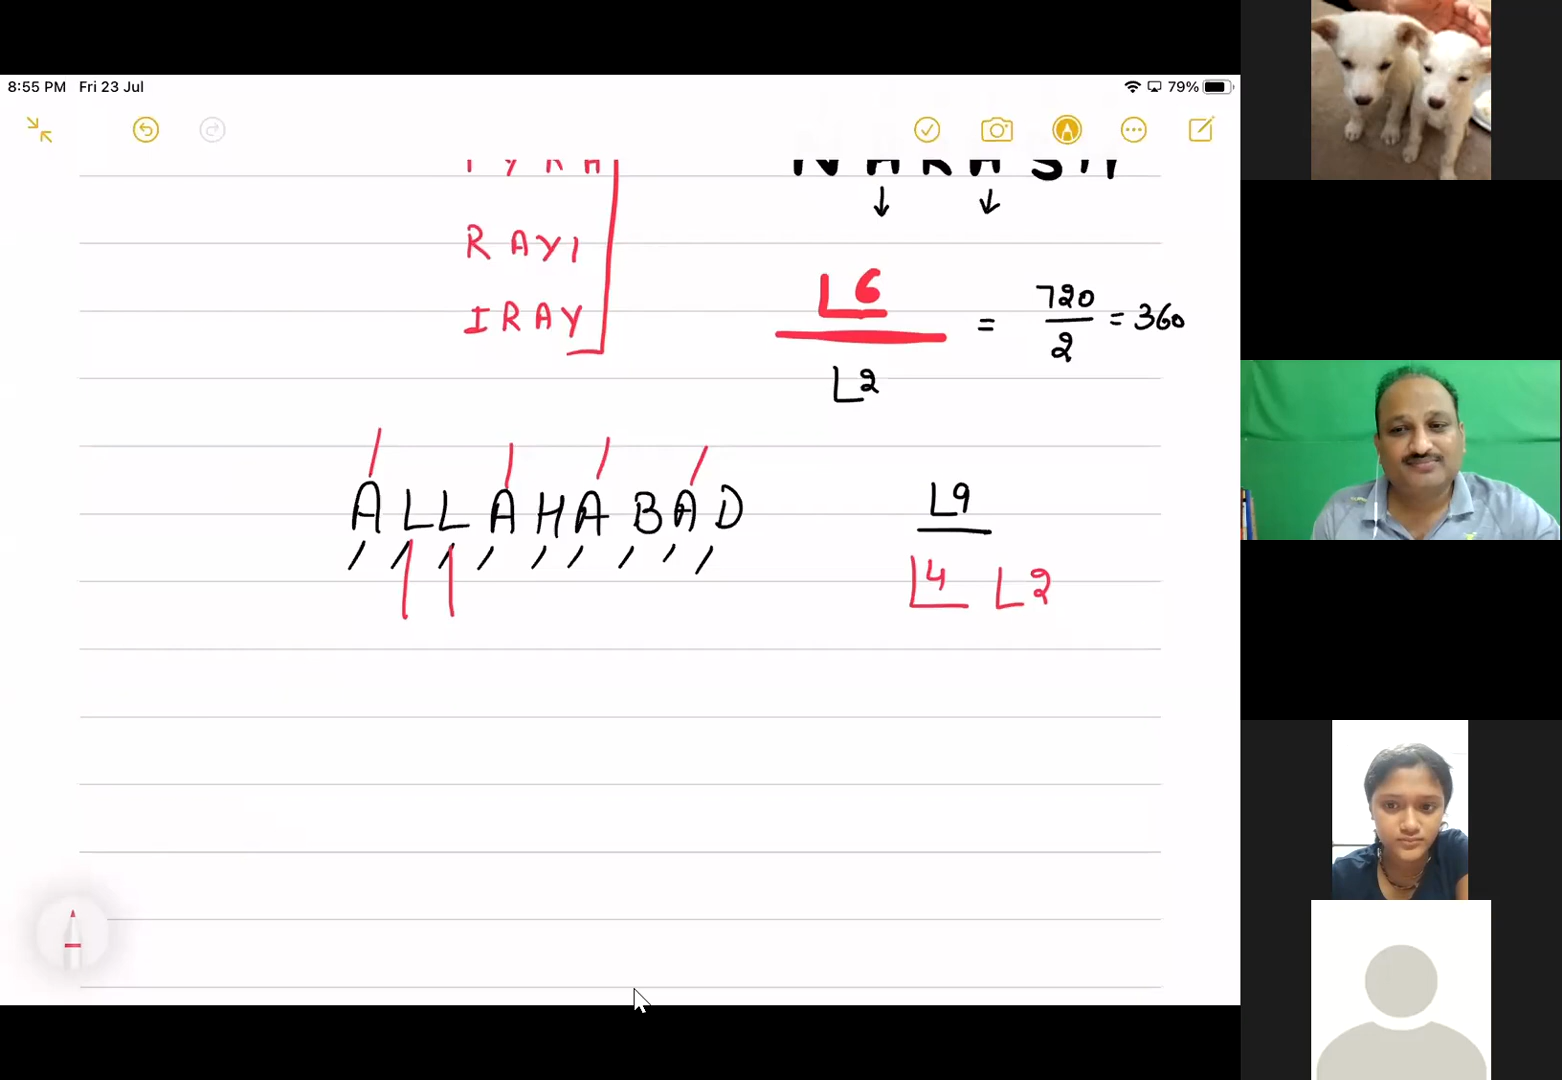 8:55 PM Fri 23 Jul 79%
RAYI
IRAY
L6
L2
= 720
2
= 360
ALLAHABAD
L9
L4 L2